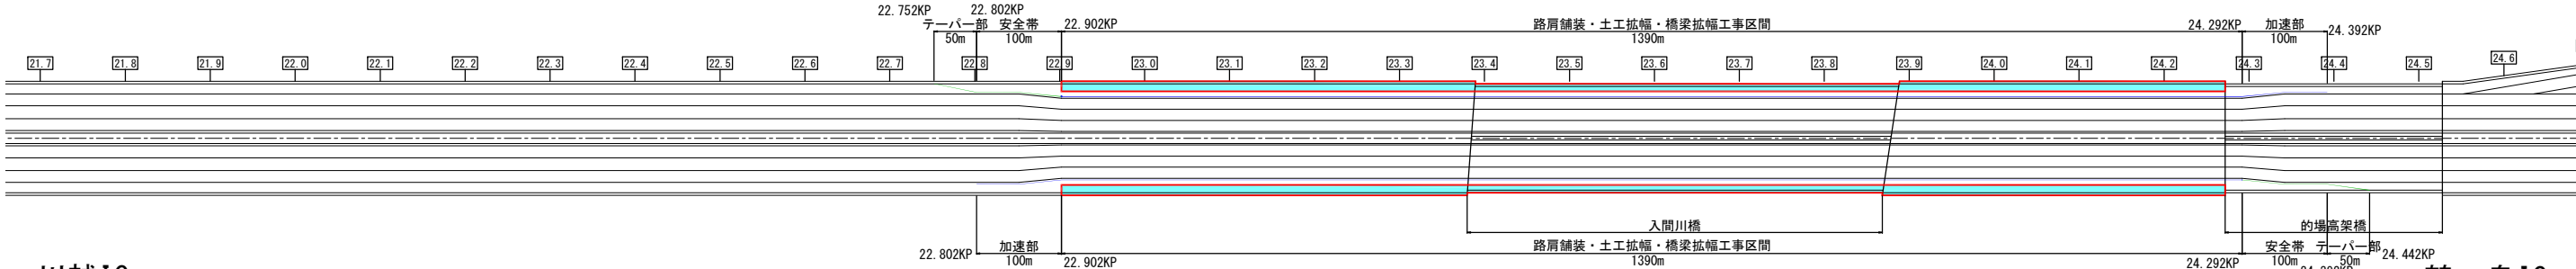 22.752KP
22.802KP
テーパー部 安全帯
22.902KP
路肩舗装・土工拡幅・橋梁拡幅工事区間
24.292KP
加速部
24.392KP
50m
100m
1390m
100m
21.7 21.8 21.9 22.0 22.1 22.2 22.3 22.4 22.5 22.6 22.7 22.8 22.9 23.0 23.1 23.2 23.3 23.4 23.5 23.6 23.7 23.8 23.9 24.0 24.1 24.2 24.3 24.4 24.5 24.6
入間川橋
的場高架橋
22.802KP
加速部
100m
22.902KP
路肩舗装・土工拡幅・橋梁拡幅工事区間
1390m
24.292KP
安全帯 テーパー部
100m
50m
24.442KP